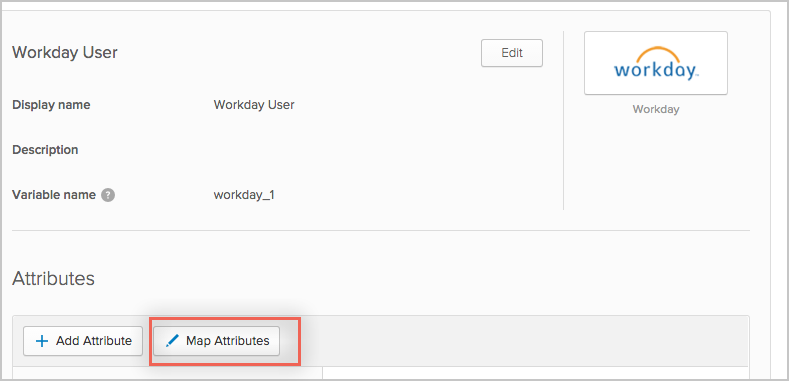 Workday User
Edit
workday
Workday
Display name
Workday User
Description
Variable name ?
workday_1
Attributes
+ Add Attribute
Map Attributes